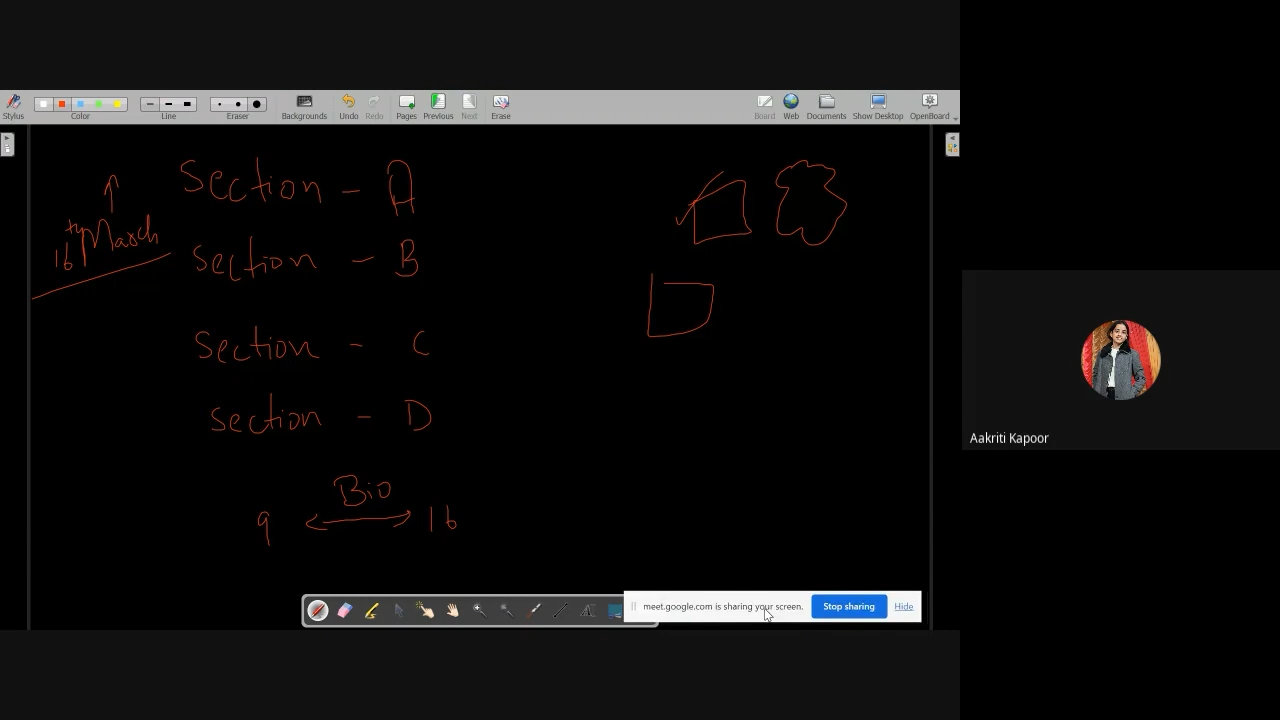 Stylus Color Line Eraser Backgrounds Undo Redo Pages Previous Next Erase Board Web Documents Show Desktop OpenBoard
Section - A
16th March
Section - B
Section - C
Section - D
Bio
9 16
Aakriti Kapoor
meet.google.com is sharing your screen. Stop sharing Hide